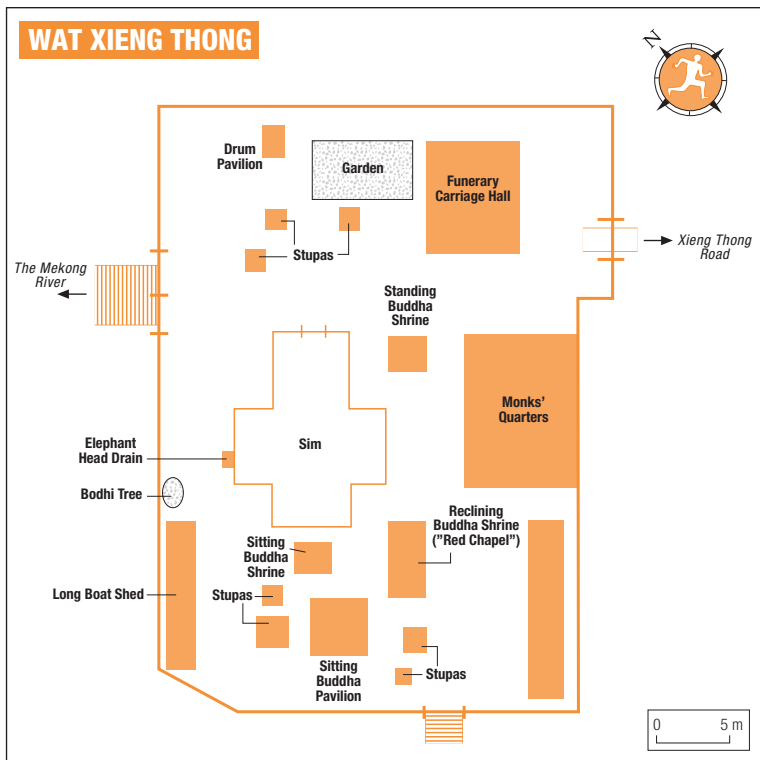 WAT XIENG THONG
N
Drum
Pavilion
Garden
Funerary
Carriage Hall
Stupas
Xieng Thong
Road
The Mekong
River
Standing
Buddha
Shrine
Monks'
Quarters
Sim
Elephant
Head Drain
Bodhi Tree
Reclining
Buddha Shrine
("Red Chapel")
Sitting
Buddha
Shrine
Long Boat Shed
Stupas
Sitting
Buddha
Pavilion
Stupas
0 5 m